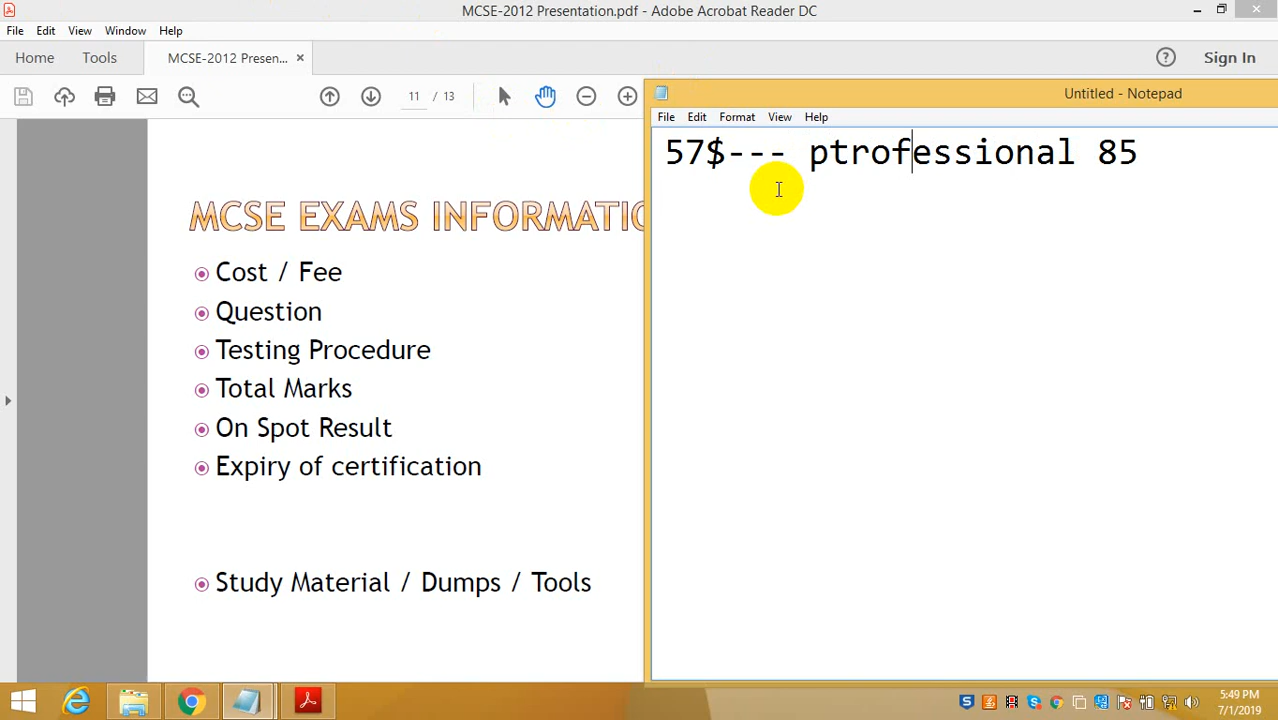 MCSE-2012 Presentation.pdf - Adobe Acrobat Reader DC
File Edit View Window Help
Home Tools MCSE-2012 Presen... × Sign In
11 / 13
Untitled - Notepad
File Edit Format View Help
57$--- ptrofessional 85
MCSE EXAMS INFORMATIO
Cost / Fee
Question
Testing Procedure
Total Marks
On Spot Result
Expiry of certification
Study Material / Dumps / Tools
5:49 PM
7/1/2019